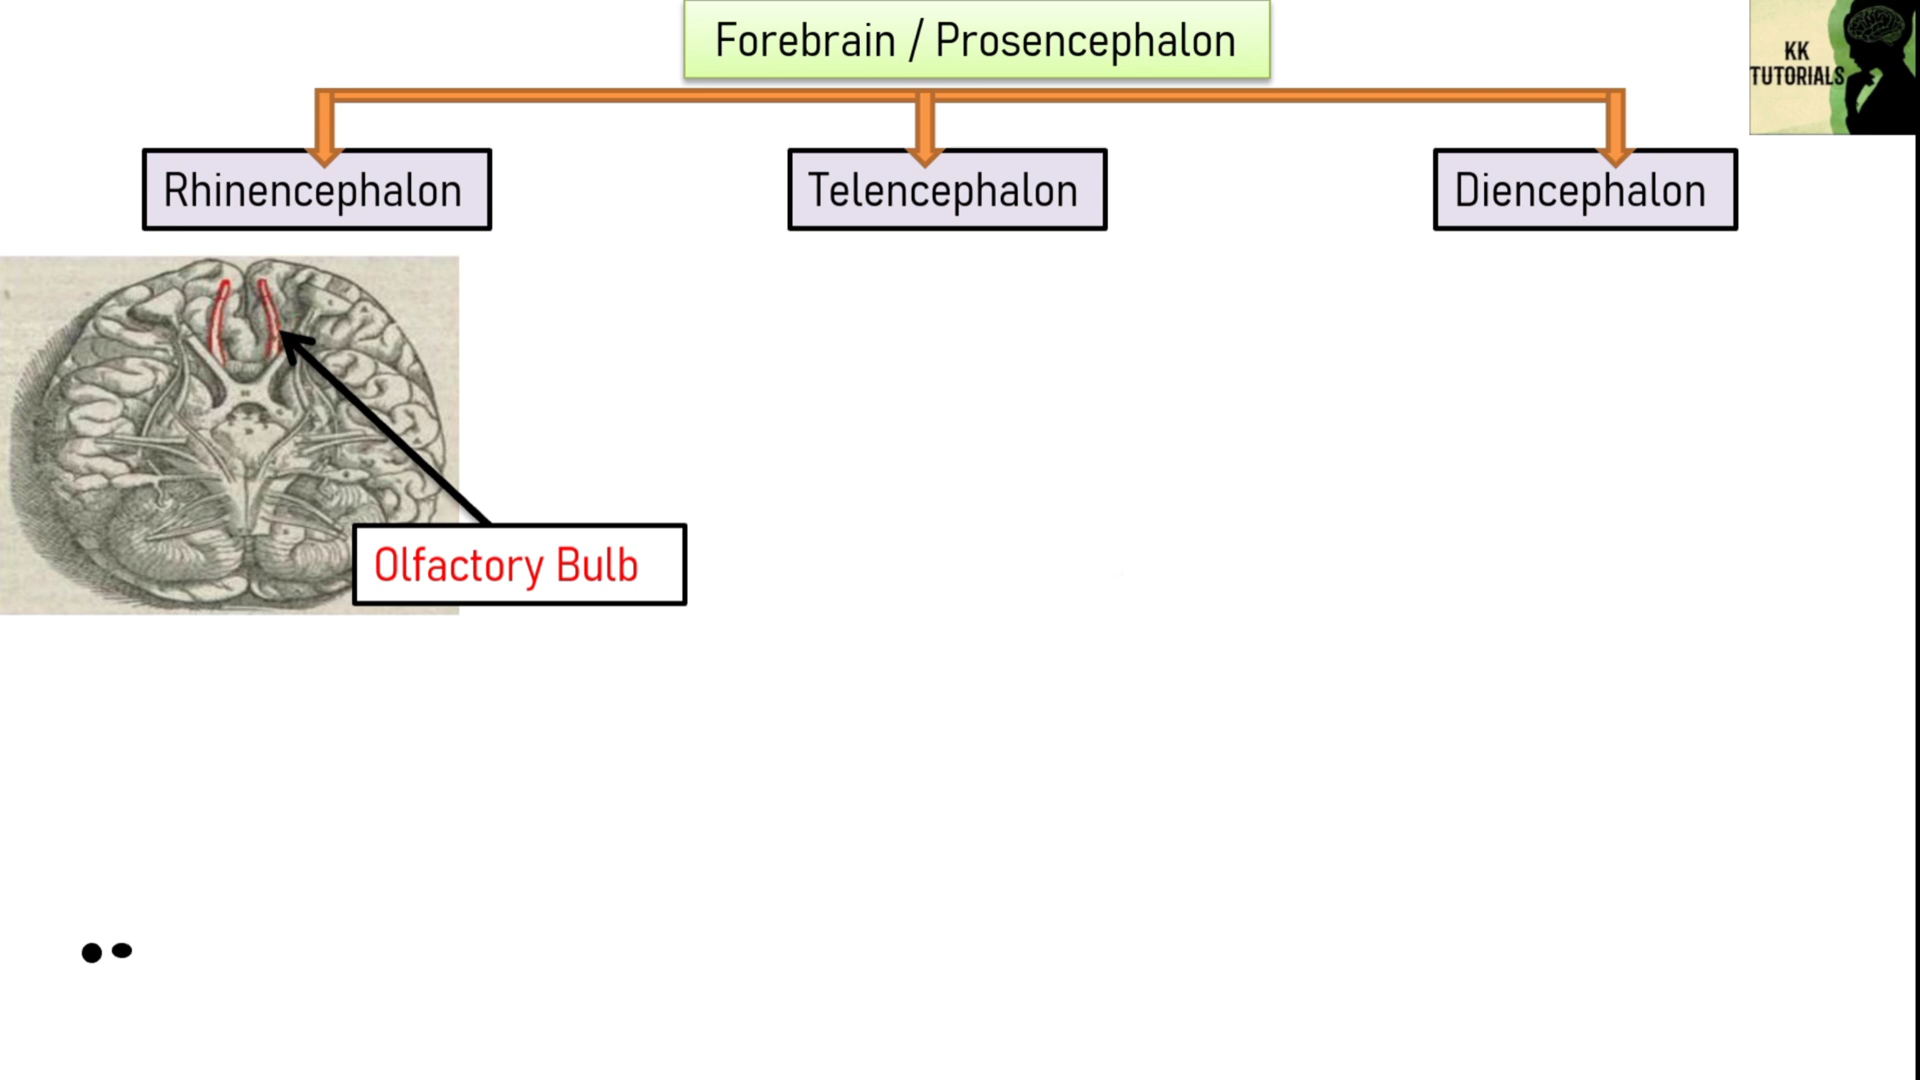 Forebrain / Prosencephalon
KK
TUTORIALS
Rhinencephalon
Telencephalon
Diencephalon
Olfactory Bulb